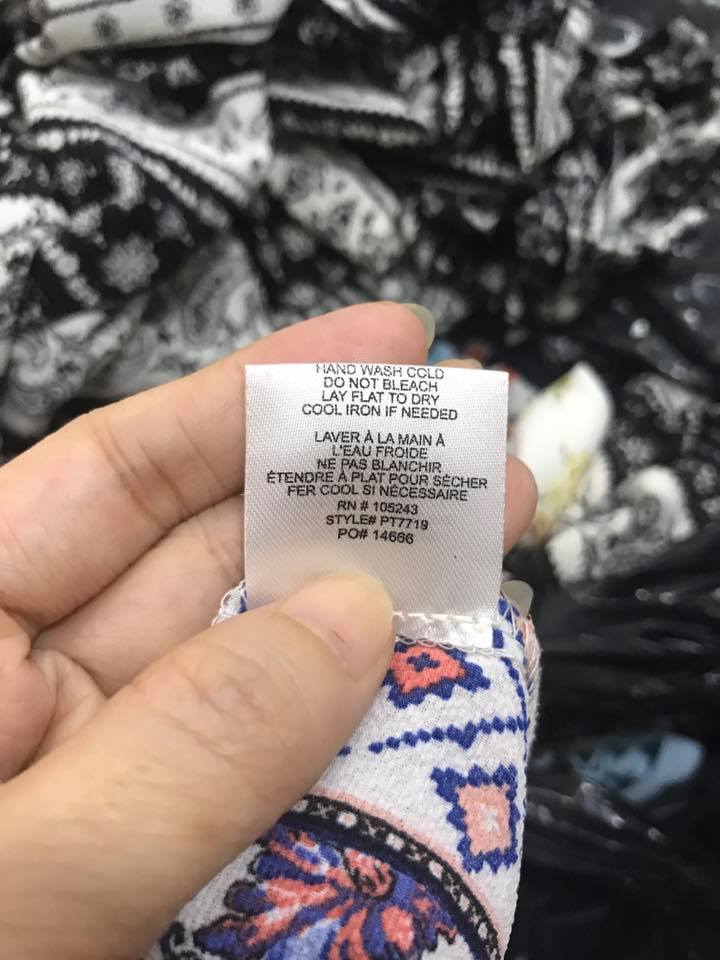 HAND WASH COLD
DO NOT BLEACH
LAY FLAT TO DRY
COOL IRON IF NEEDED
LAVER À LA MAIN À
L'EAU FROIDE
NE PAS BLANCHIR
ÉTENDRE À PLAT POUR SÉCHER
FER COOL SI NÉCESSAIRE
RN # 105243
STYLE# PT7719
PO# 14666